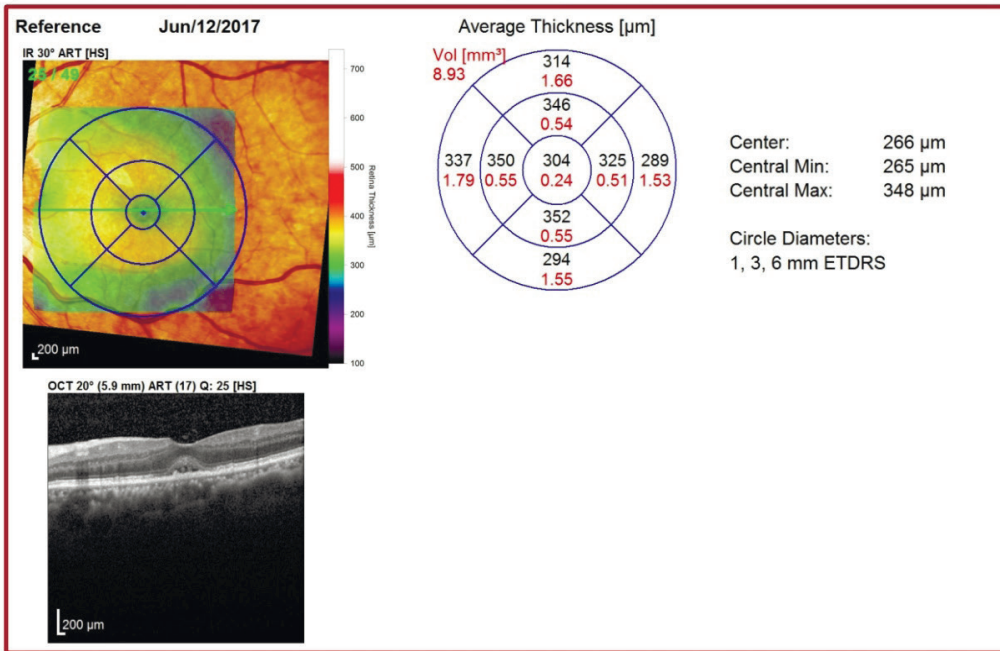 Reference Jun/12/2017
IR 30° ART [HS]
25 / 49
700
600
500
400
300
200
100
Retina Thickness [µm]
200 µm
Average Thickness [µm]
Vol [mm³]
8.93
314
1.66
346
0.54
337 350 304 325 289
1.79 0.55 0.24 0.51 1.53
352
0.55
294
1.55
Center: 266 µm
Central Min: 265 µm
Central Max: 348 µm
Circle Diameters:
1, 3, 6 mm ETDRS
OCT 20° (5.9 mm) ART (17) Q: 25 [HS]
200 µm